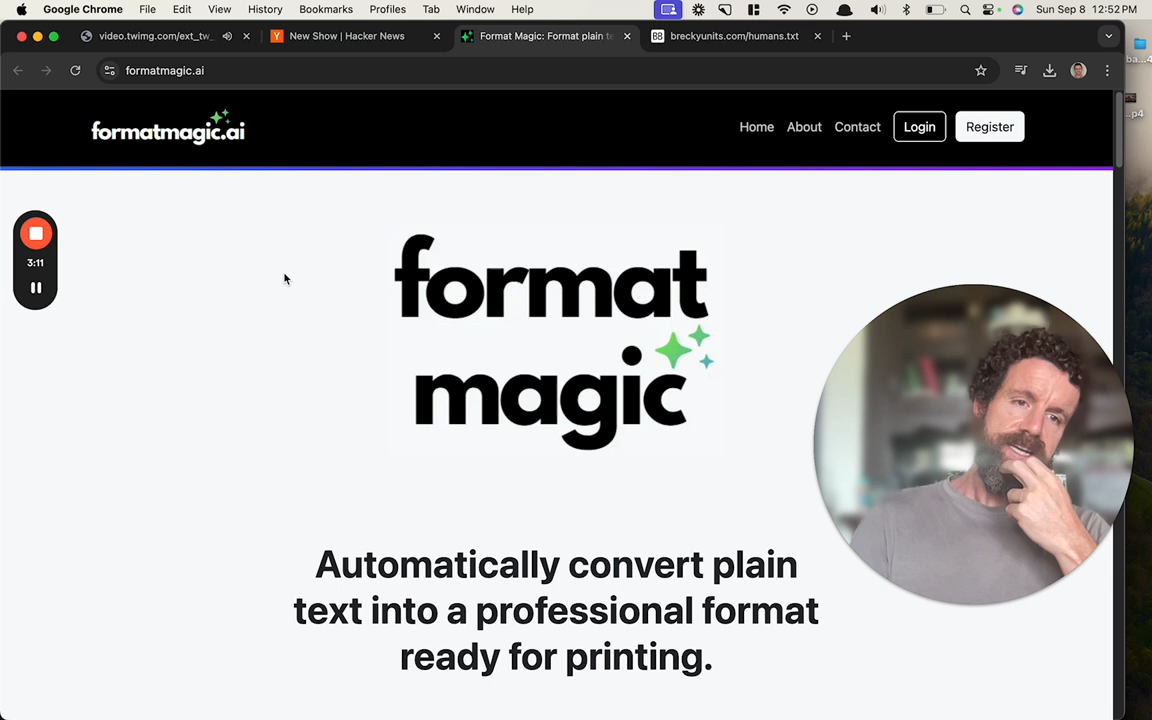 Google Chrome File Edit View History Bookmarks Profiles Tab Window Help Sun Sep 8 12:52 PM
video.twimg.com/ext_tw_ New Show | Hacker News Format Magic: Format plain te breckyunits.com/humans.txt
formatmagic.ai
formatmagic.ai Home About Contact Login Register
3:11
format
magic
Automatically convert plain
text into a professional format
ready for printing.